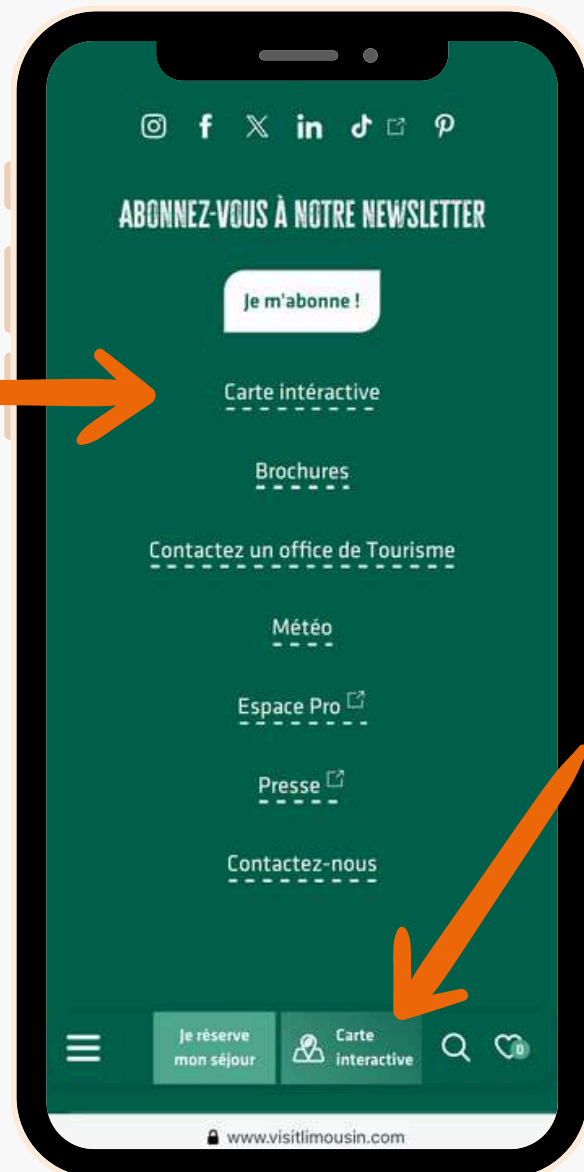 ABONNEZ-VOUS À NOTRE NEWSLETTER
Je m'abonne !
Carte intéractive
Brochures
Contactez un office de Tourisme
Météo
Espace Pro
Presse
Contactez-nous
Je réserve
mon séjour
Carte
interactive
0
www.visitlimousin.com